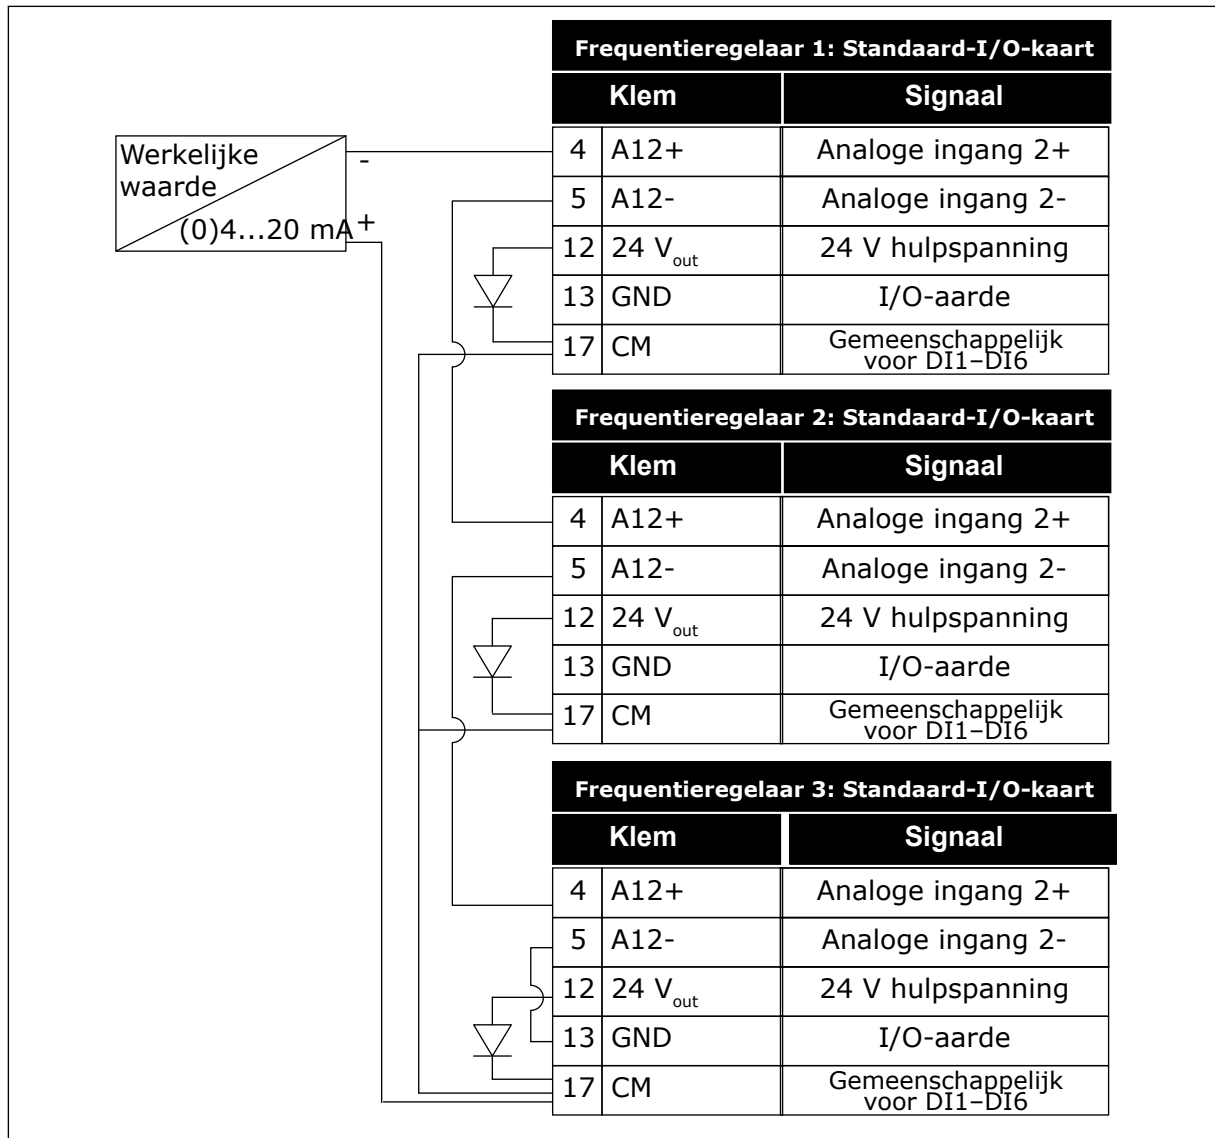 Werkelijke
waarde
-
(0)4...20 mA +
Frequentieregelaar 1: Standaard-I/O-kaart
Klem Signaal
4 A12+ Analoge ingang 2+
5 A12- Analoge ingang 2-
12 24 Vout 24 V hulpspanning
13 GND I/O-aarde
17 CM Gemeenschappelijk
voor DI1–DI6
Frequentieregelaar 2: Standaard-I/O-kaart
Klem Signaal
4 A12+ Analoge ingang 2+
5 A12- Analoge ingang 2-
12 24 Vout 24 V hulpspanning
13 GND I/O-aarde
17 CM Gemeenschappelijk
voor DI1–DI6
Frequentieregelaar 3: Standaard-I/O-kaart
Klem Signaal
4 A12+ Analoge ingang 2+
5 A12- Analoge ingang 2-
12 24 Vout 24 V hulpspanning
13 GND I/O-aarde
17 CM Gemeenschappelijk
voor DI1–DI6